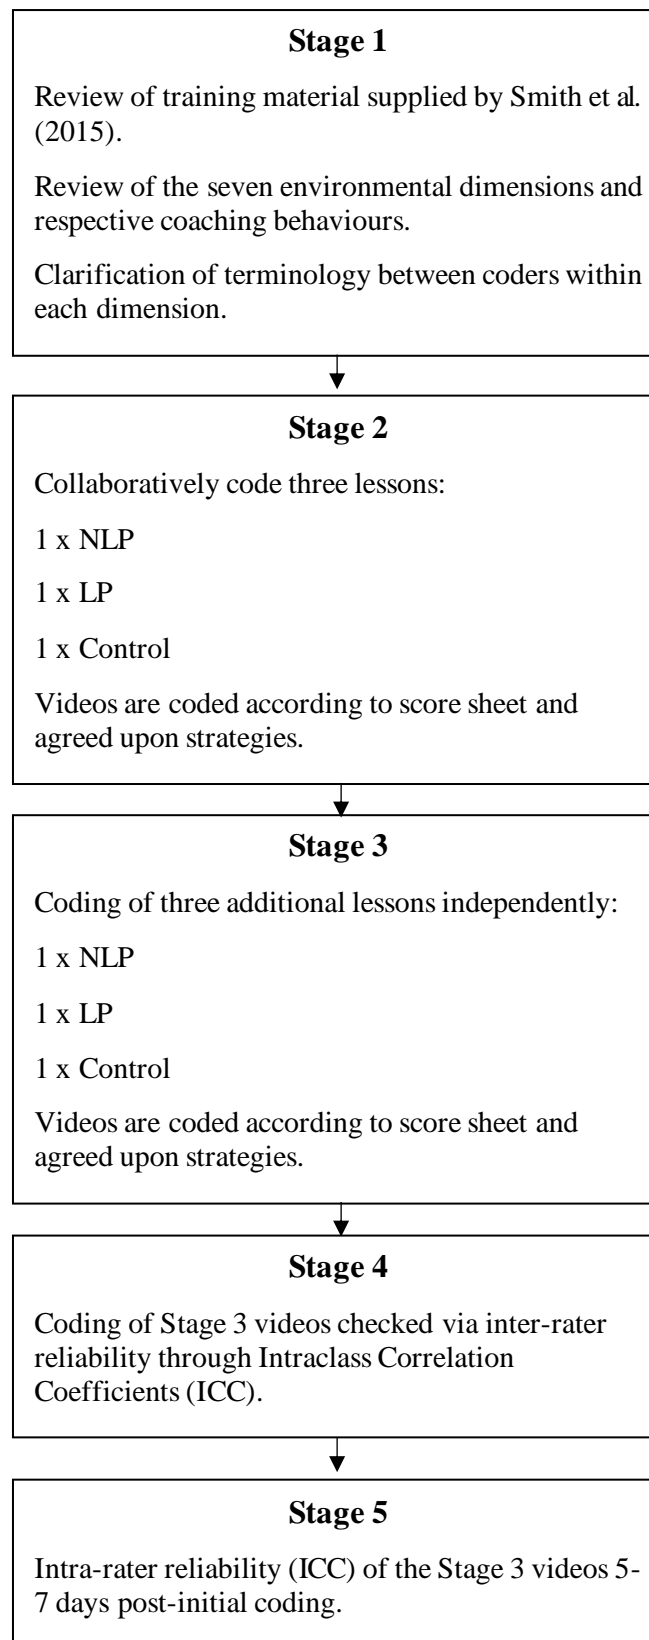 Stage 1
Review of training material supplied by Smith et al.
(2015).
Review of the seven environmental dimensions and
respective coaching behaviours.
Clarification of terminology between coders within
each dimension.
Stage 2
Collaboratively code three lessons:
1 x NLP
1 x LP
1 x Control
Videos are coded according to score sheet and
agreed upon strategies.
Stage 3
Coding of three additional lessons independently:
1 x NLP
1 x LP
1 x Control
Videos are coded according to score sheet and
agreed upon strategies.
Stage 4
Coding of Stage 3 videos checked via inter-rater
reliability through Intraclass Correlation
Coefficients (ICC).
Stage 5
Intra-rater reliability (ICC) of the Stage 3 videos 5-
7 days post-initial coding.